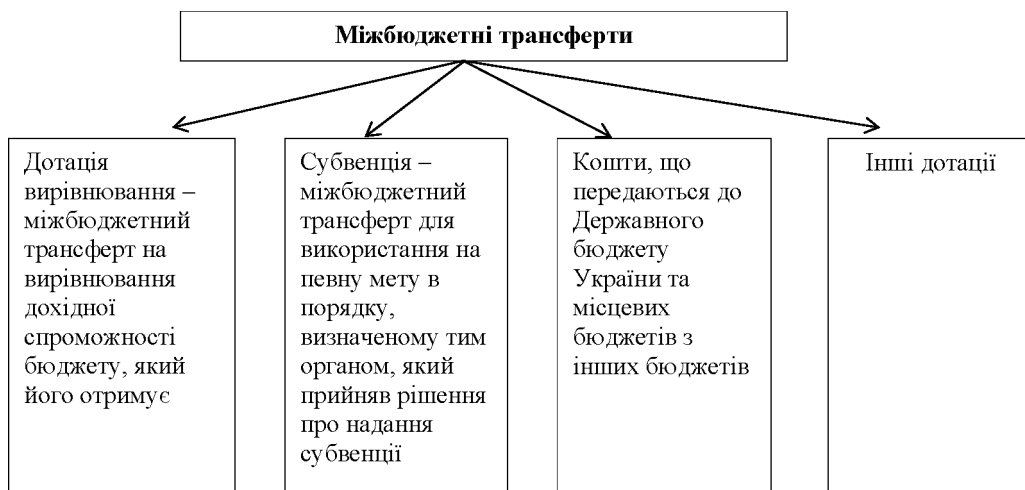 Міжбюджетні трансферти
Дотація
вирівнювання –
міжбюджетний
трансферт на
вирівнювання
дохідної
спроможності
бюджету, який
його отримує
Субвенція –
міжбюджетний
трансферт для
використання на
певну мету в
порядку,
визначеному тим
органом, який
прийняв рішення
про надання
субвенції
Кошти, що
передаються до
Державного
бюджету
України та
місцевих
бюджетів з
інших бюджетів
Інші дотації